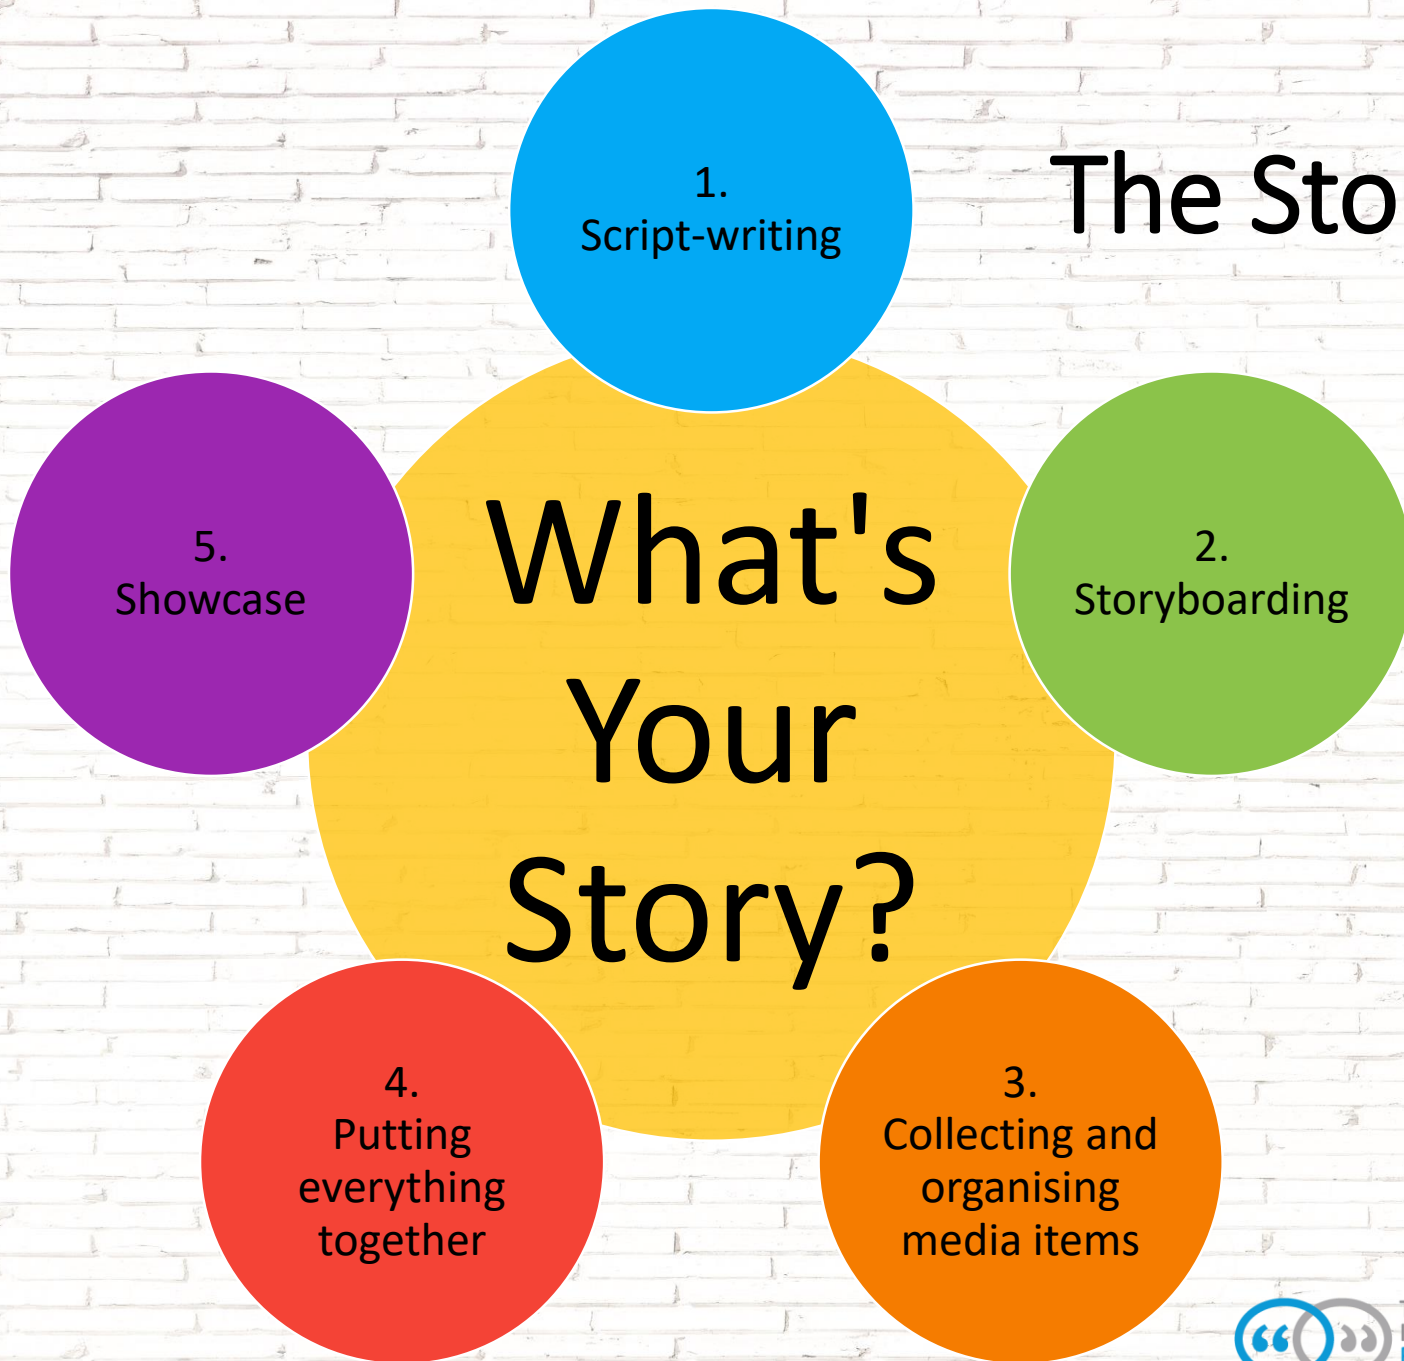 The Sto
1.
Script-writing
2.
Storyboarding
3.
Collecting and
organising
media items
4.
Putting
everything
together
5.
Showcase
What's
Your
Story?